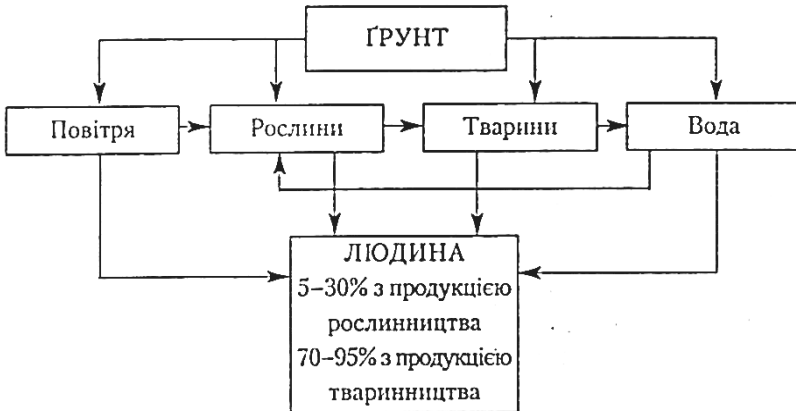 ҐРУНТ
Повітря
Рослини
Тварини
Вода
ЛЮДИНА
5–30% з продукцією
рослинництва
70–95% з продукцією
тваринництва